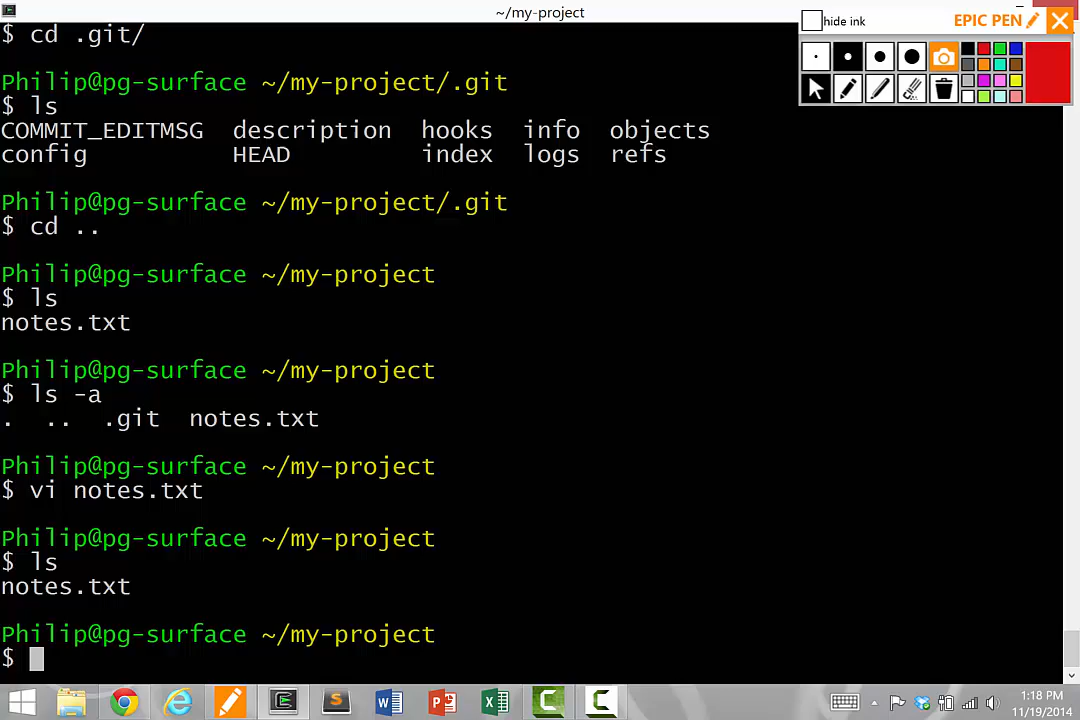 ~/my-project
hide ink
EPIC PEN
$ cd .git/
Philip@pg-surface ~/my-project/.git
$ ls
COMMIT_EDITMSG description hooks info objects
config HEAD index logs refs
Philip@pg-surface ~/my-project/.git
$ cd ..
Philip@pg-surface ~/my-project
$ ls
notes.txt
Philip@pg-surface ~/my-project
$ ls -a
. .. .git notes.txt
Philip@pg-surface ~/my-project
$ vi notes.txt
Philip@pg-surface ~/my-project
$ ls
notes.txt
Philip@pg-surface ~/my-project
$
1:18 PM
11/19/2014